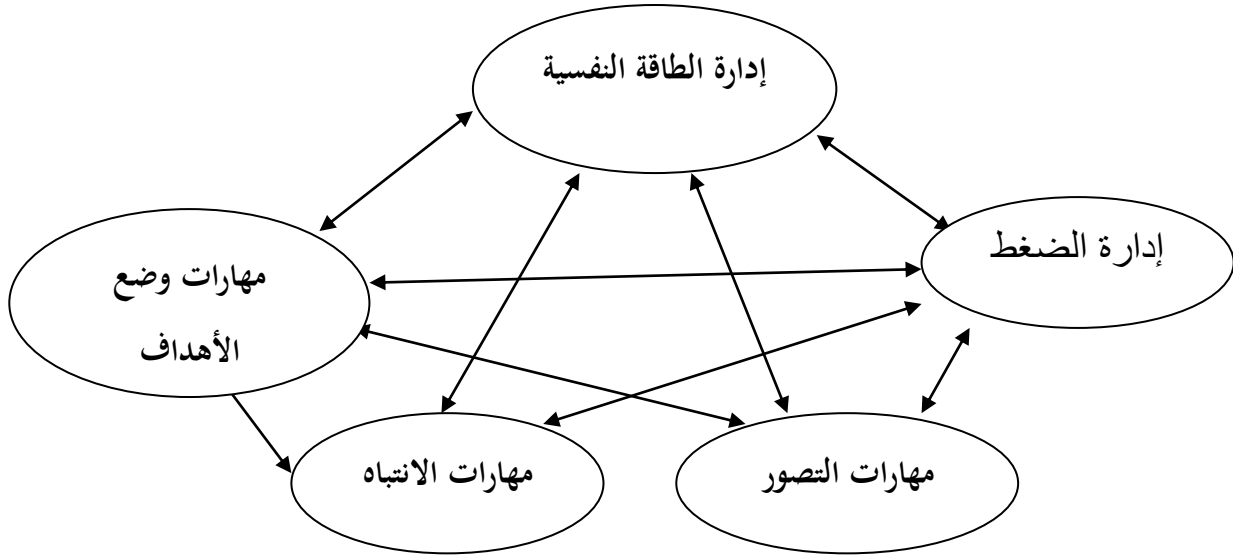 إدارة الطاقة النفسية
إدارة الضغط
مهارات وضع
الأهداف
مهارات التصور
مهارات الانتباه